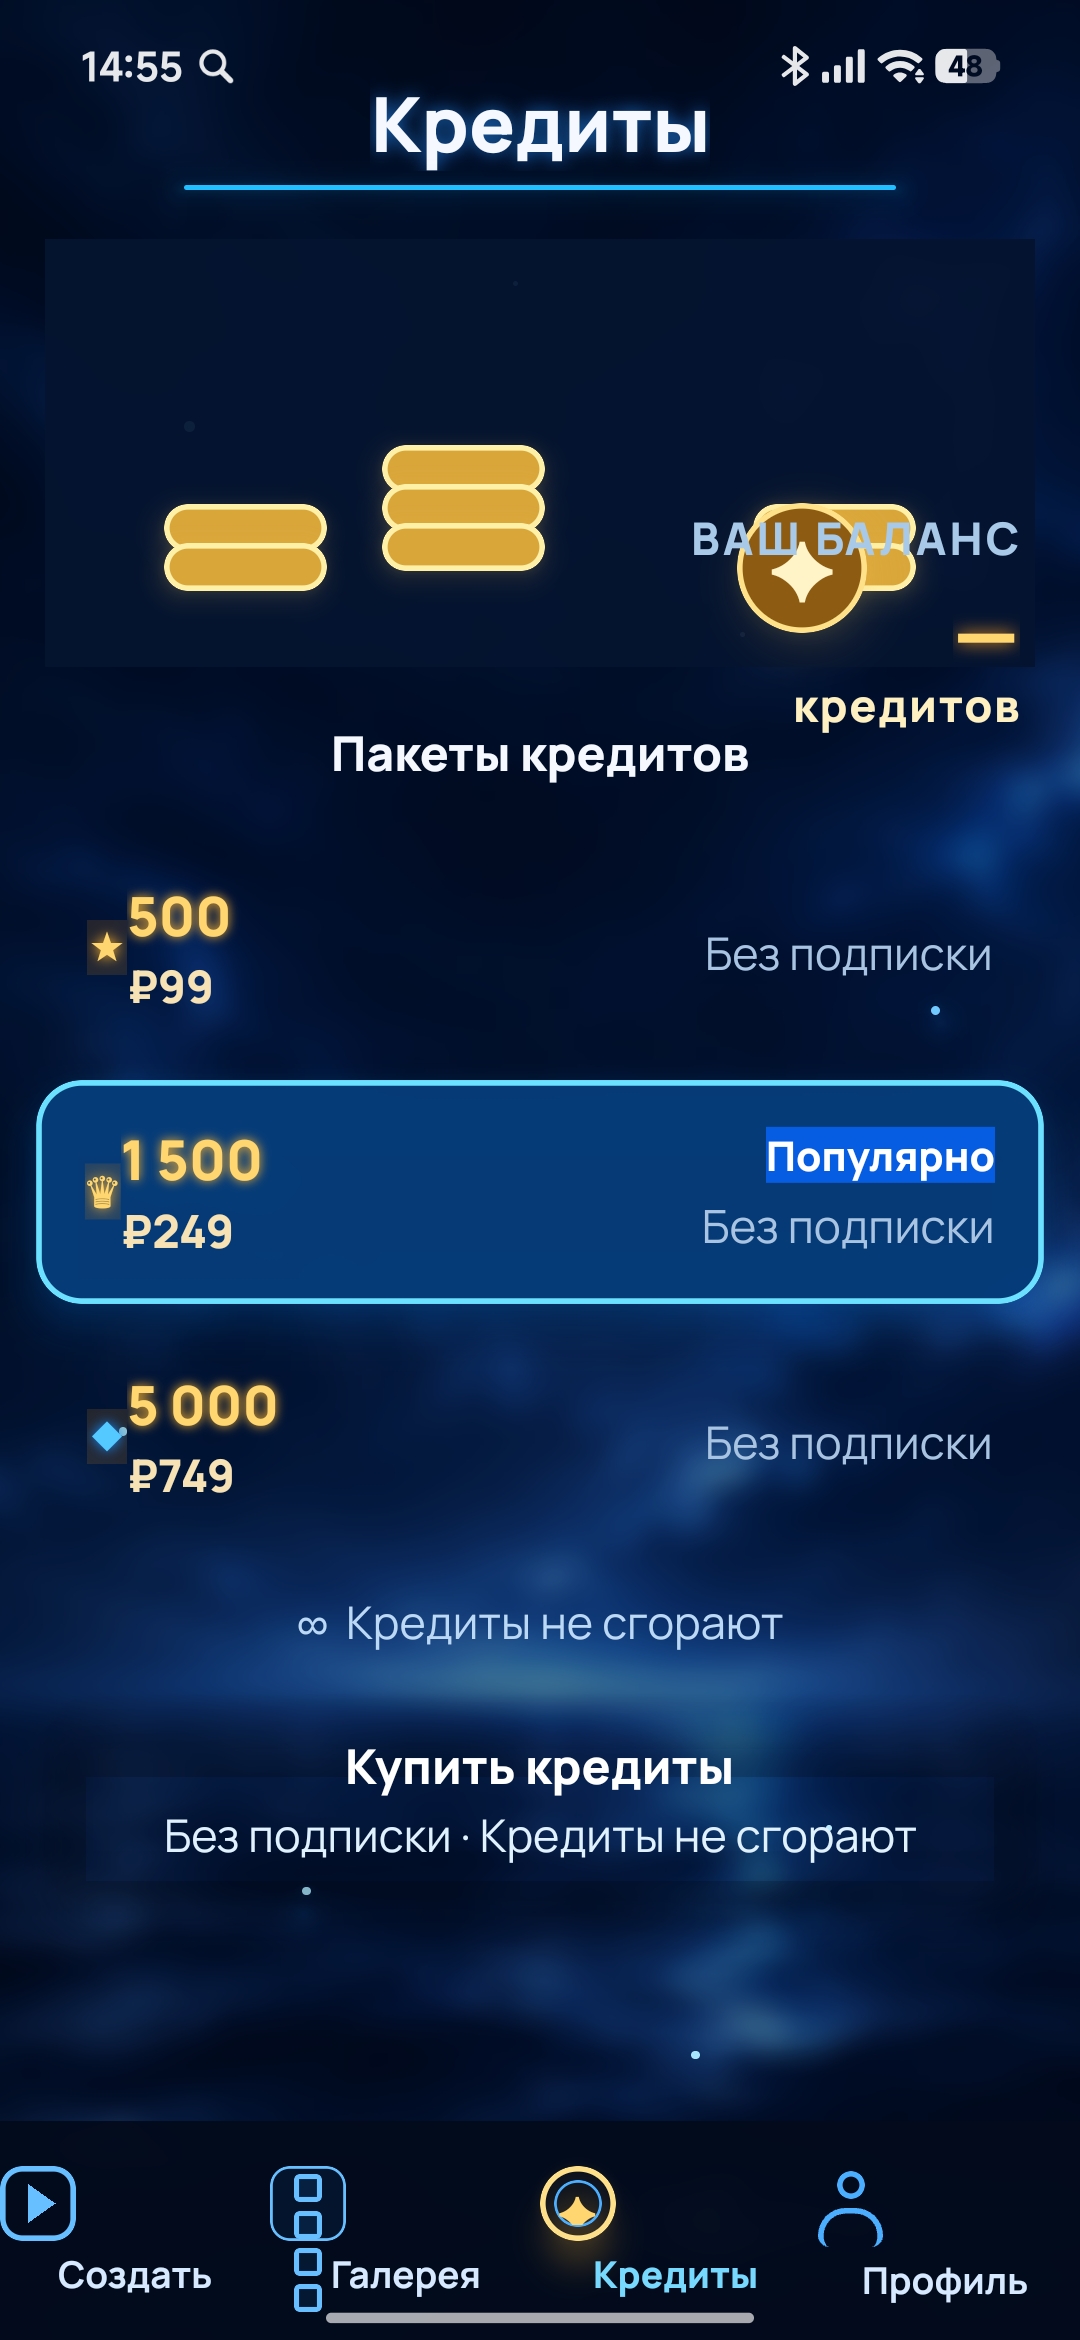 14:55
48
Кредиты
ВАШ БАЛАНС
—
кредитов
Пакеты кредитов
500
₽99
Без подписки
1 500
₽249
Популярно
Без подписки
5 000
₽749
Без подписки
∞ Кредиты не сгорают
Купить кредиты
Без подписки · Кредиты не сгорают
Создать
Галерея
Кредиты
Профиль